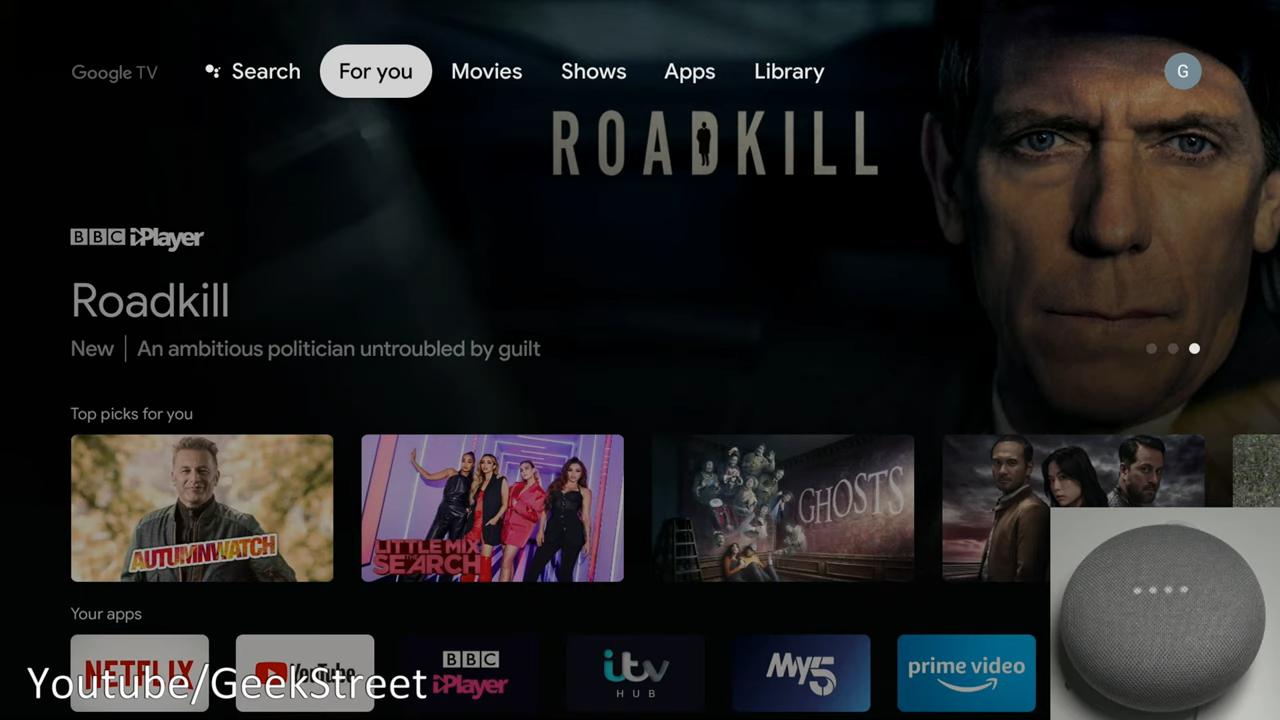 Google TV
Search
For you
Movies
Shows
Apps
Library
G
ROADKILL
BBC iPlayer
Roadkill
New | An ambitious politician untroubled by guilt
Top picks for you
AUTUMNWATCH
LITTLE MIX
THE SEARCH
GHOSTS
Your apps
NETFLIX
YouTube
BBC
iPlayer
itv
HUB
My5
prime video
Youtube/GeekStreet